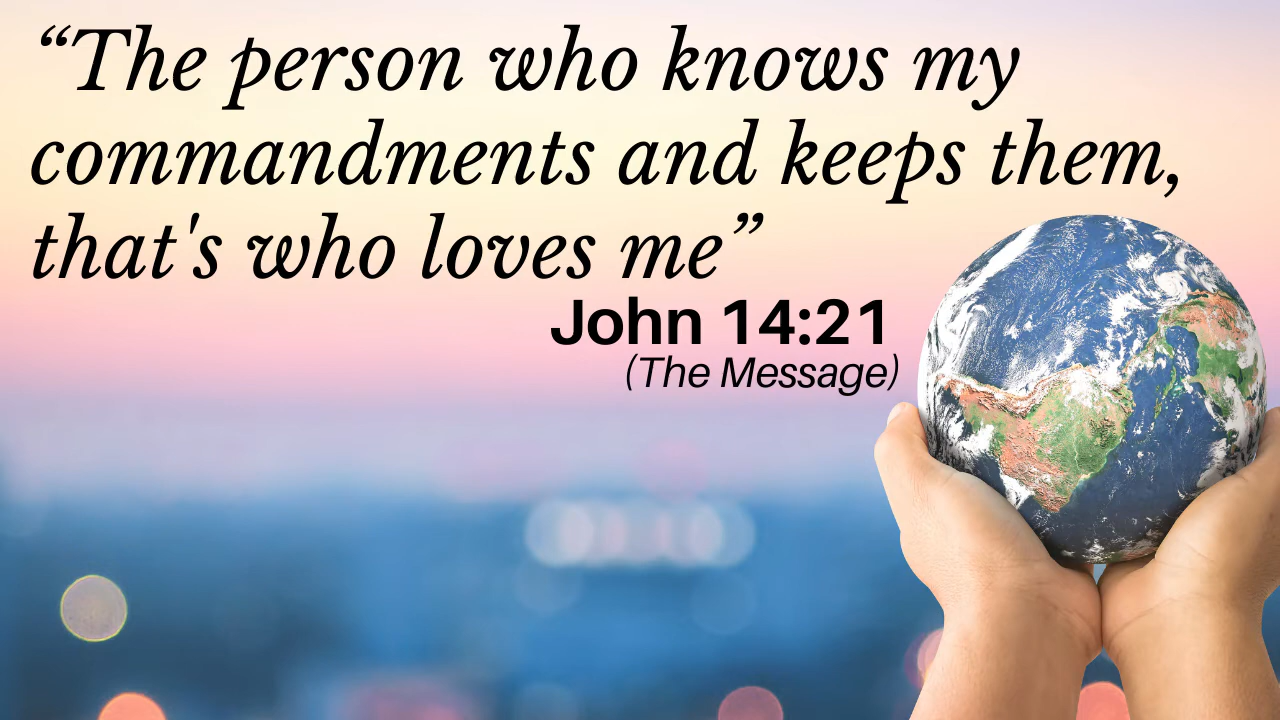 “The person who knows my
commandments and keeps them,
that's who loves me”
John 14:21
(The Message)